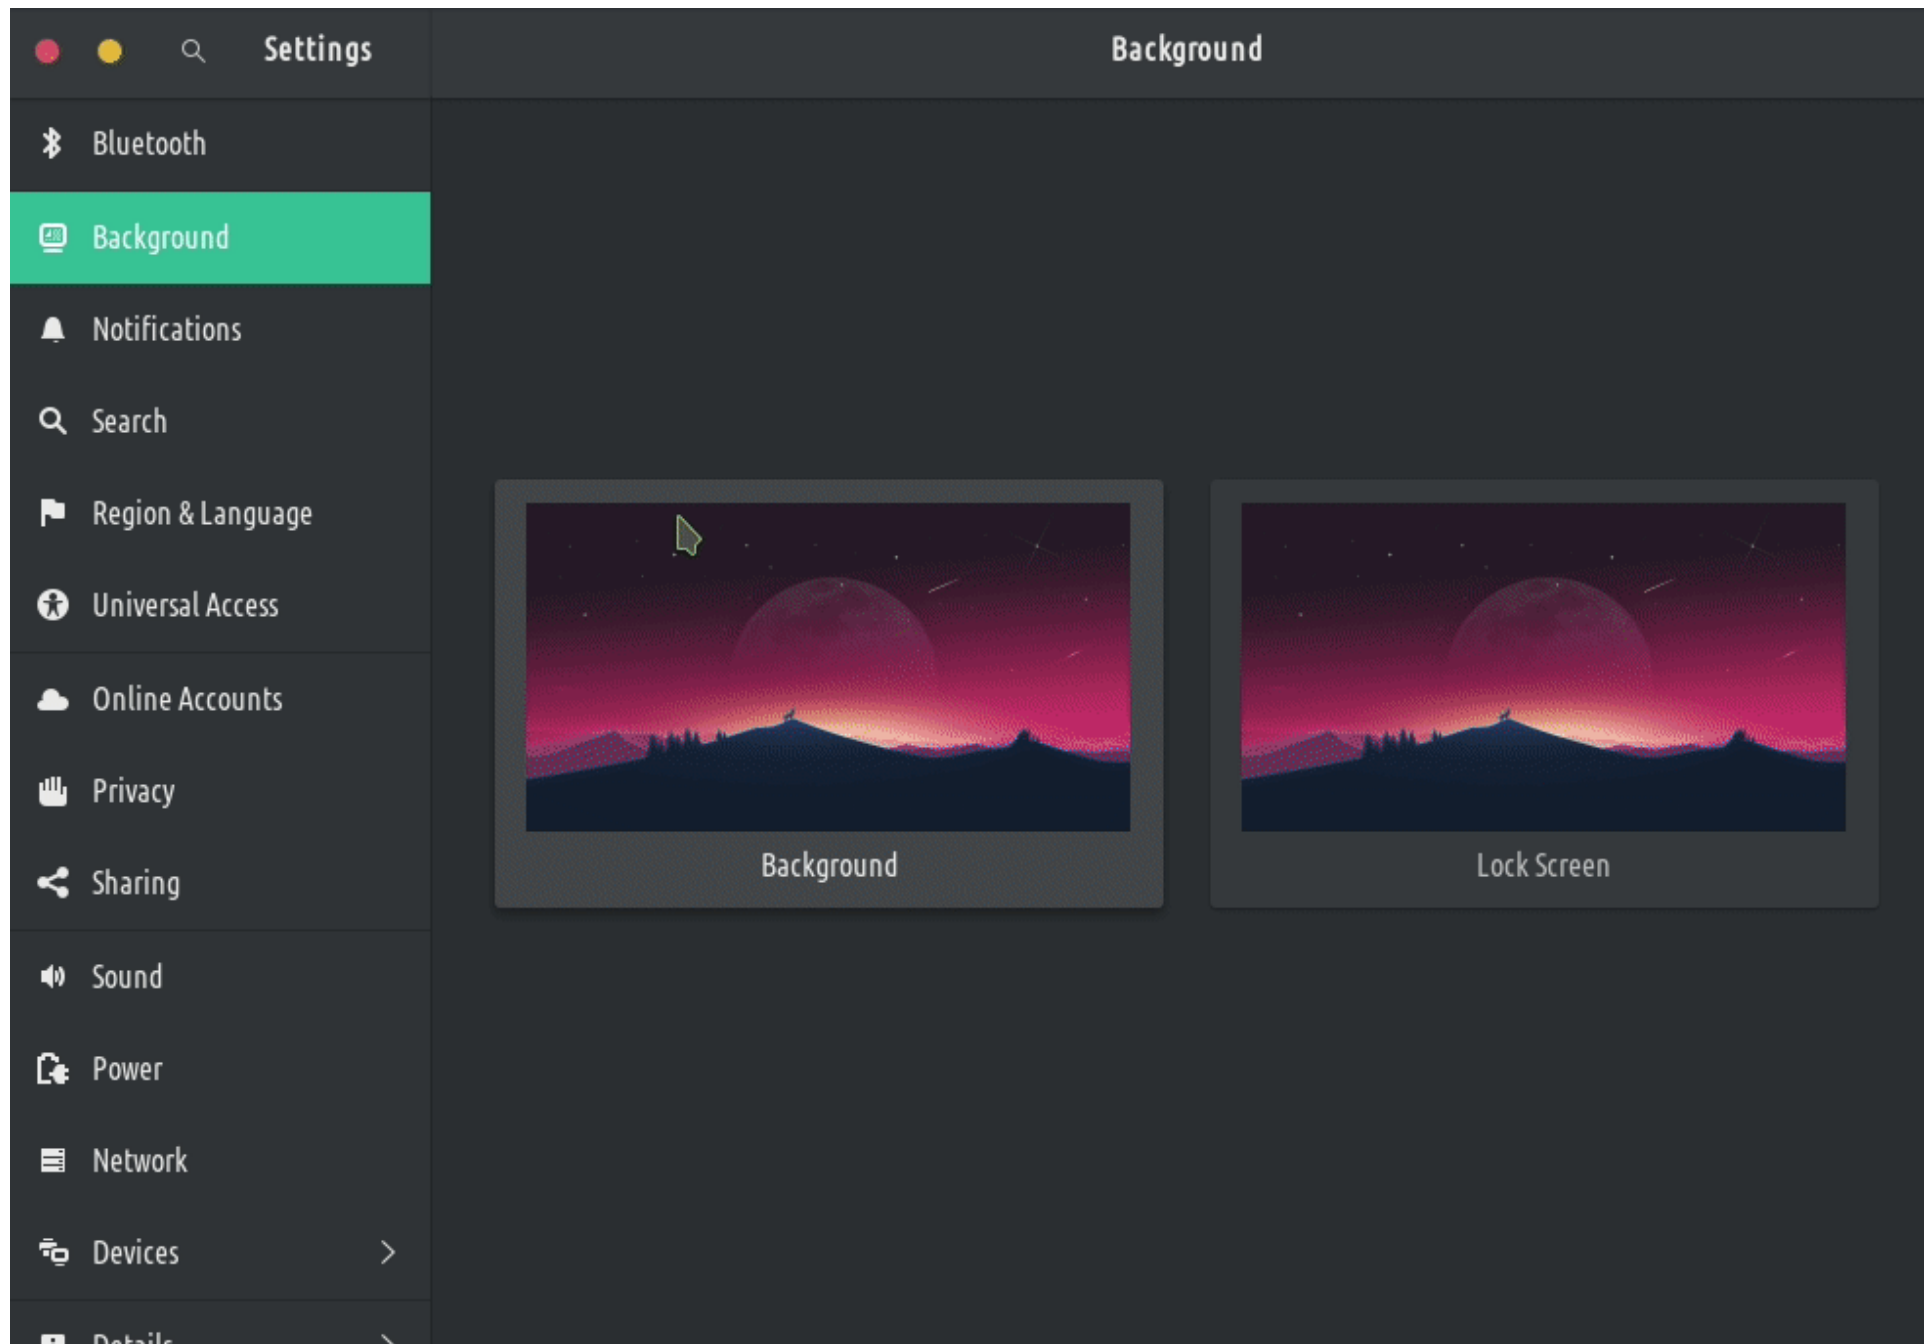 Settings
Background
Bluetooth
Background
Notifications
Search
Region & Language
Universal Access
Online Accounts
Privacy
Sharing
Sound
Power
Network
Devices
Details
Background
Lock Screen